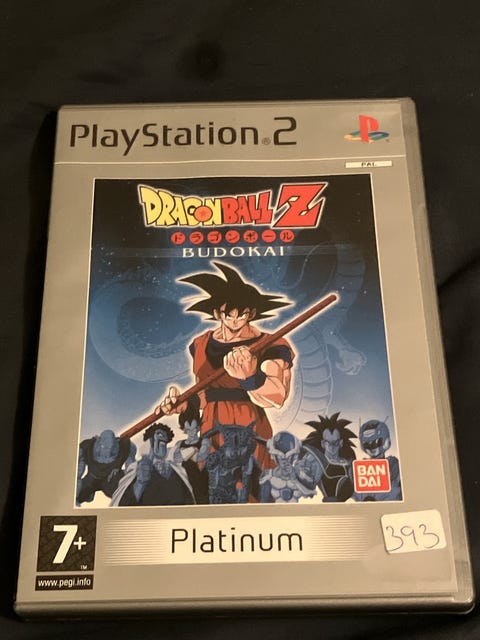 PlayStation®2
PAL
DRAGON BALL Z
ドラゴンボール
BUDOKAI
BAN
DAI
7+
TM
www.pegi.info
Platinum
393